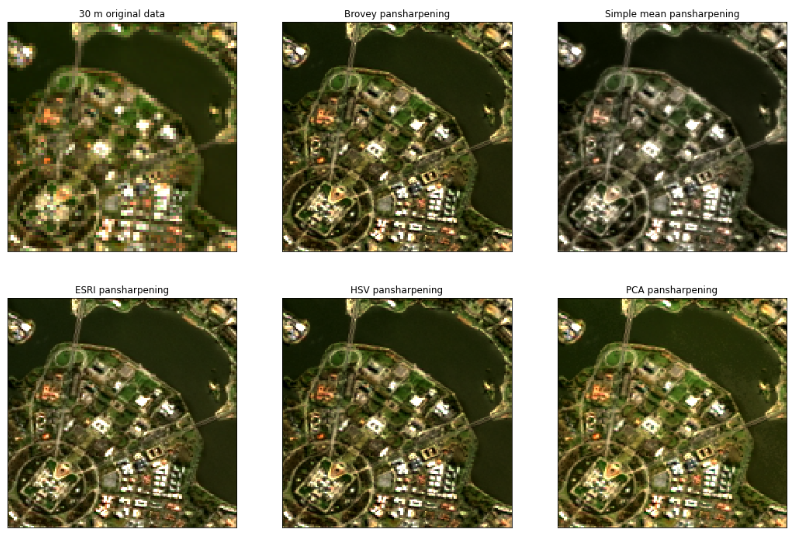 30 m original data
Brovey pansharpening
Simple mean pansharpening
ESRI pansharpening
HSV pansharpening
PCA pansharpening